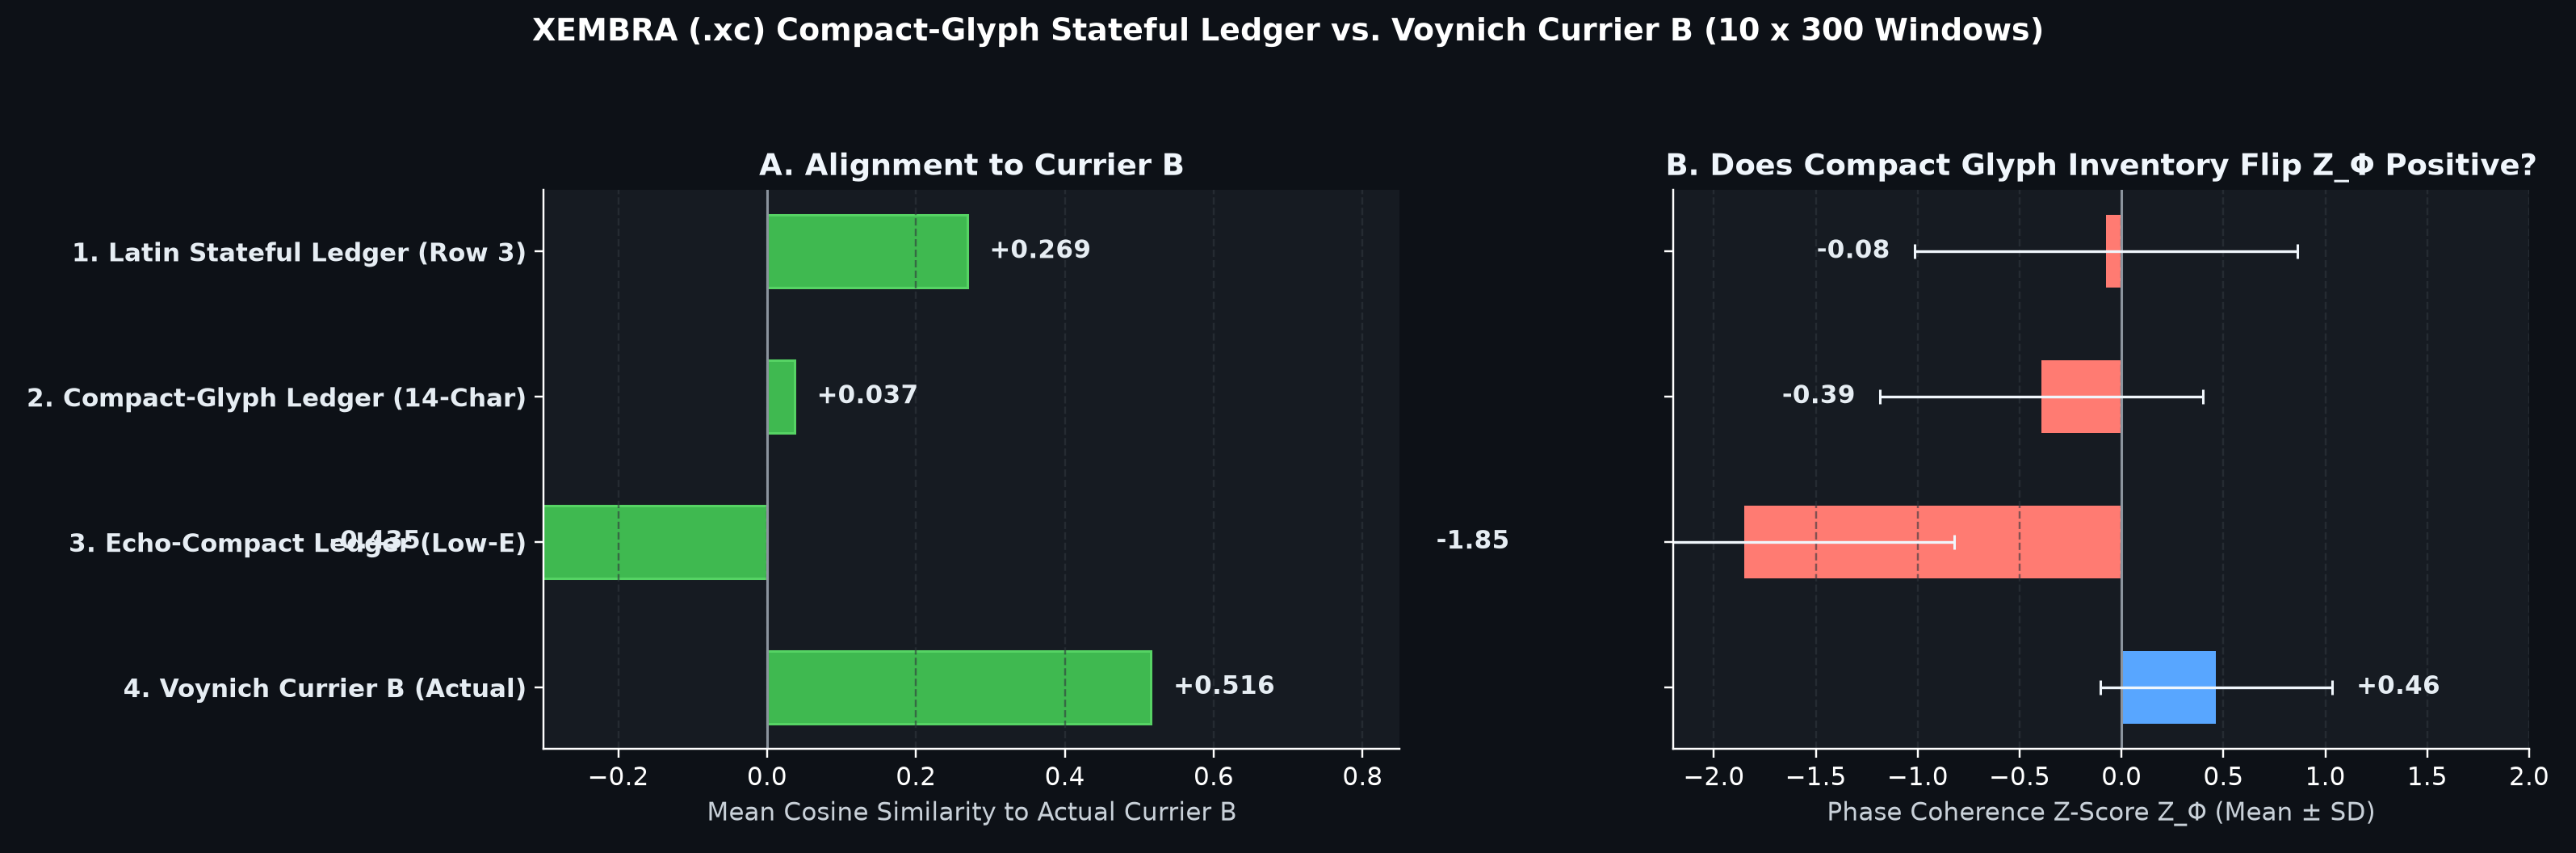 XEMBRA (.xc) Compact-Glyph Stateful Ledger vs. Voynich Currier B (10 x 300 Windows)
A. Alignment to Currier B
1. Latin Stateful Ledger (Row 3)
+0.269
2. Compact-Glyph Ledger (14-Char)
+0.037
3. Echo-Compact Ledger (Low-E)
-0.435
4. Voynich Currier B (Actual)
+0.516
−0.2 0.0 0.2 0.4 0.6 0.8
Mean Cosine Similarity to Actual Currier B
B. Does Compact Glyph Inventory Flip Z_Φ Positive?
-0.08
-0.39
-1.85
+0.46
−2.0 −1.5 −1.0 −0.5 0.0 0.5 1.0 1.5 2.0
Phase Coherence Z-Score Z_Φ (Mean ± SD)